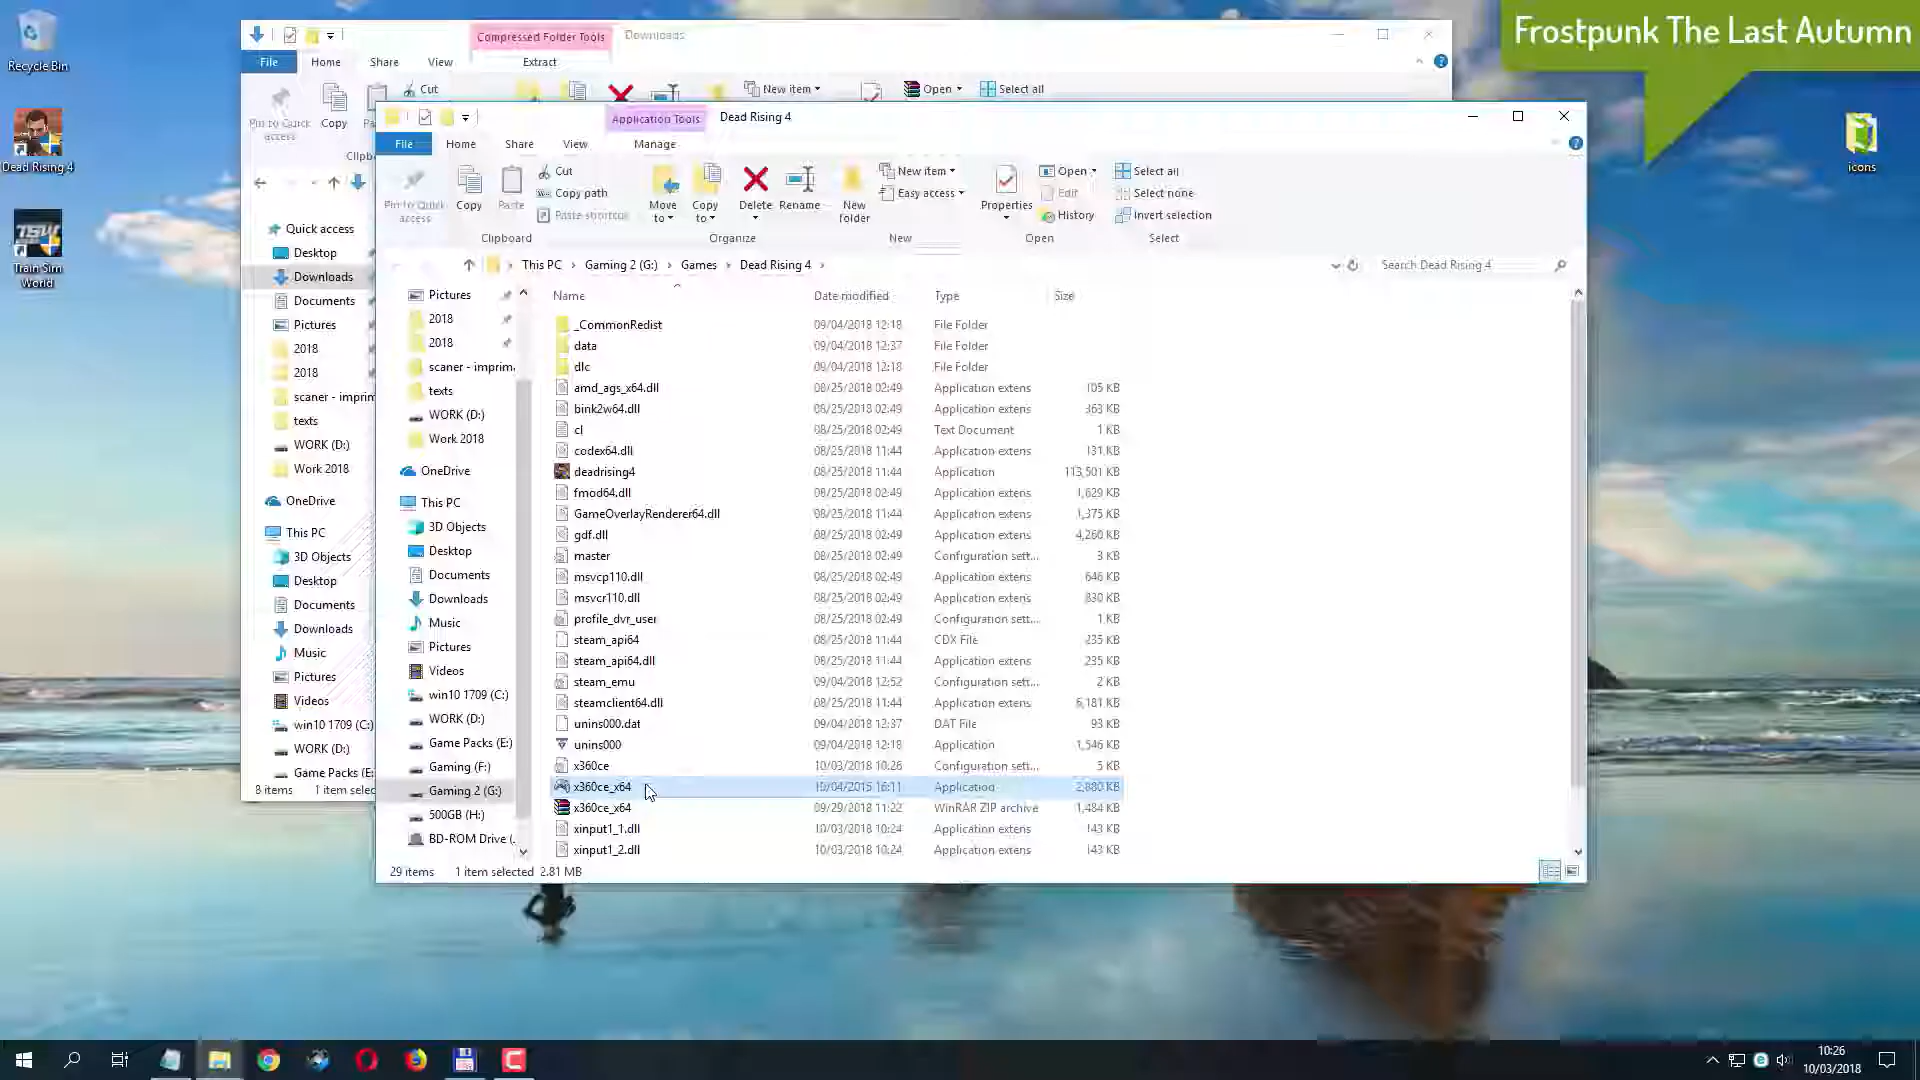 Frostpunk The Last Autumn
Recycle Bin
Dead Rising 4
Train Sim
World
icons
Compressed Folder Tools
Downloads
File
Home
Share
View
Extract
Cut
New item
Open
Select all
Pin to Quick
access
Copy
Quick access
Desktop
Downloads
Documents
Pictures
2018
2018
scaner - imprim
texts
WORK (D:)
Work 2018
OneDrive
This PC
3D Objects
Desktop
Documents
Downloads
Music
Pictures
Videos
win10 1709 (C:)
WORK (D:)
Game Packs (E:
8 items 1 item selec
Application Tools
Dead Rising 4
File
Home
Share
View
Manage
Pin to Quick
access
Copy
Paste
Cut
Copy path
Paste shortcut
Clipboard
Move
to
Copy
to
Delete
Rename
Organize
New
folder
New item
Easy access
New
Properties
Open
Edit
History
Open
Select all
Select none
Invert selection
Select
This PC > Gaming 2 (G:) > Games > Dead Rising 4 >
Search Dead Rising 4
Pictures
2018
2018
scaner - imprim.
texts
WORK (D:)
Work 2018
OneDrive
This PC
3D Objects
Desktop
Documents
Downloads
Music
Pictures
Videos
win10 1709 (C:)
WORK (D:)
Game Packs (E:)
Gaming (F:)
Gaming 2 (G:)
500GB (H:)
BD-ROM Drive (.
Name Date modified Type Size
_CommonRedist 09/04/2018 12:18 File Folder
data 09/04/2018 12:37 File Folder
dlc 09/04/2018 12:18 File Folder
amd_ags_x64.dll 08/25/2018 02:49 Application extens 105 KB
bink2w64.dll 08/25/2018 02:49 Application extens 363 KB
cl 08/25/2018 02:49 Text Document 1 KB
codex64.dll 08/25/2018 11:44 Application extens 131 KB
deadrising4 08/25/2018 11:44 Application 113,501 KB
fmod64.dll 08/25/2018 02:49 Application extens 1,629 KB
GameOverlayRenderer64.dll 08/25/2018 11:44 Application extens 1,375 KB
gdf.dll 08/25/2018 02:49 Application extens 4,260 KB
master 08/25/2018 02:49 Configuration sett... 3 KB
msvcp110.dll 08/25/2018 02:49 Application extens 646 KB
msvcr110.dll 08/25/2018 02:49 Application extens 830 KB
profile_dvr_user 08/25/2018 02:49 Configuration sett... 1 KB
steam_api64 08/25/2018 11:44 CDX File 235 KB
steam_api64.dll 08/25/2018 11:44 Application extens 235 KB
steam_emu 09/04/2018 12:52 Configuration sett... 2 KB
steamclient64.dll 08/25/2018 11:44 Application extens 6,181 KB
unins000.dat 09/04/2018 12:37 DAT File 93 KB
unins000 09/04/2018 12:18 Application 1,546 KB
x360ce 10/03/2018 10:26 Configuration sett... 5 KB
x360ce_x64 10/04/2015 16:11 Application 2,880 KB
x360ce_x64 09/29/2018 11:22 WinRAR ZIP archive 1,484 KB
xinput1_1.dll 10/03/2018 10:24 Application extens 143 KB
xinput1_2.dll 10/03/2018 10:24 Application extens 143 KB
29 items 1 item selected 2.81 MB
10:26
10/03/2018